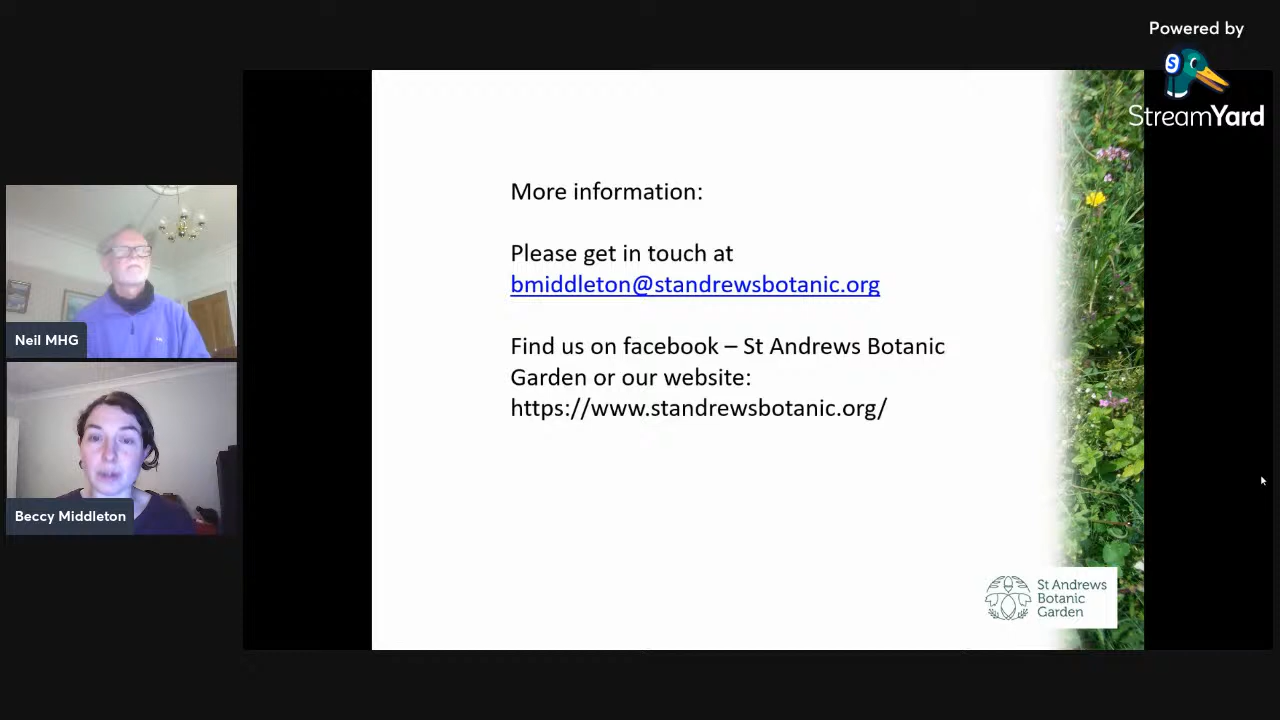 Powered by
S
StreamYard
More information:
Please get in touch at
bmiddleton@standrewsbotanic.org
Find us on facebook – St Andrews Botanic
Garden or our website:
https://www.standrewsbotanic.org/
Neil MHG
Beccy Middleton
St Andrews
Botanic
Garden